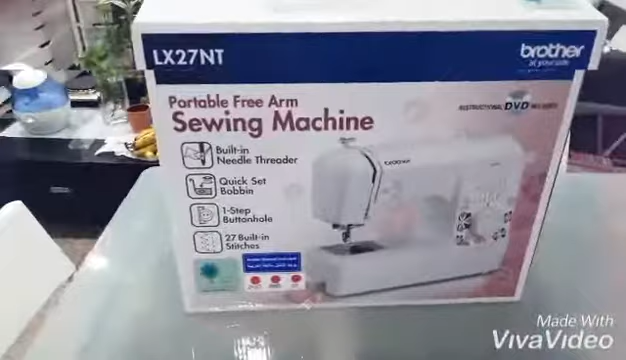 LX27NT
brother
at your side
Portable Free Arm
Sewing Machine
INSTRUCTIONAL DVD INCLUDED
Built-in
Needle Threader
Quick Set
Bobbin
1-Step
Buttonhole
27 Built-in
Stitches
brother
Made With
VivaVideo